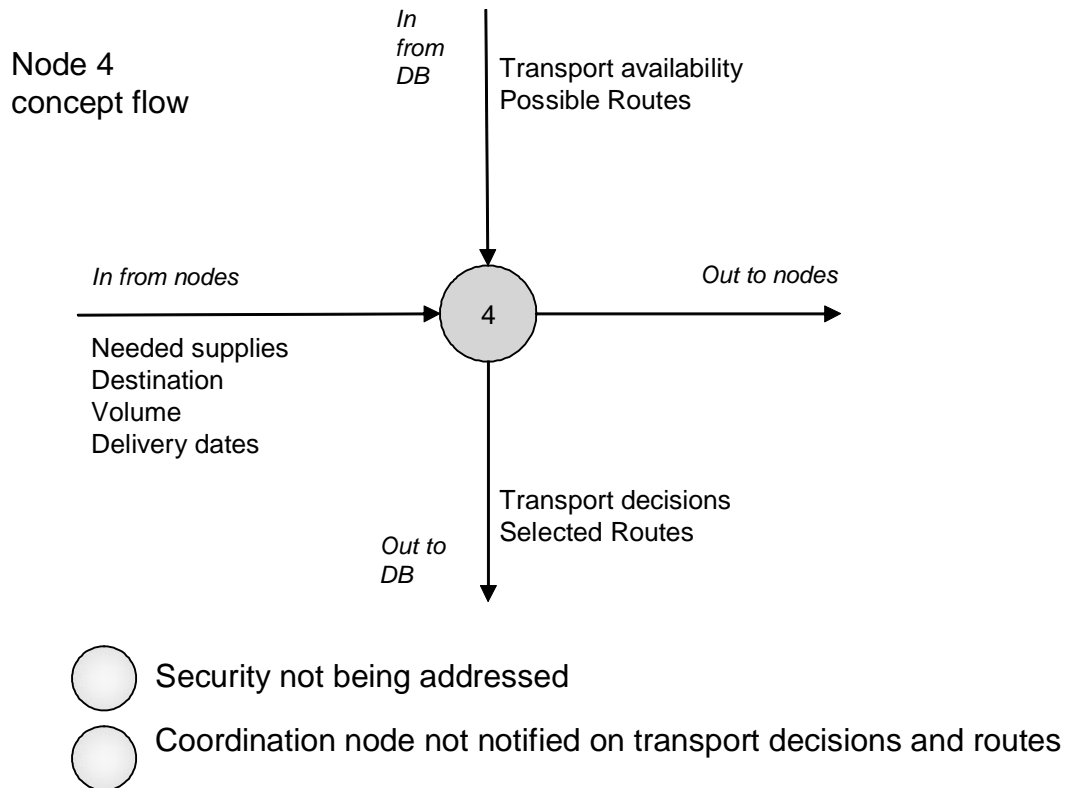 Node 4
concept flow
In
from
DB
Transport availability
Possible Routes
In from nodes
Out to nodes
4
Needed supplies
Destination
Volume
Delivery dates
Transport decisions
Selected Routes
Out to
DB
Security not being addressed
Coordination node not notified on transport decisions and routes